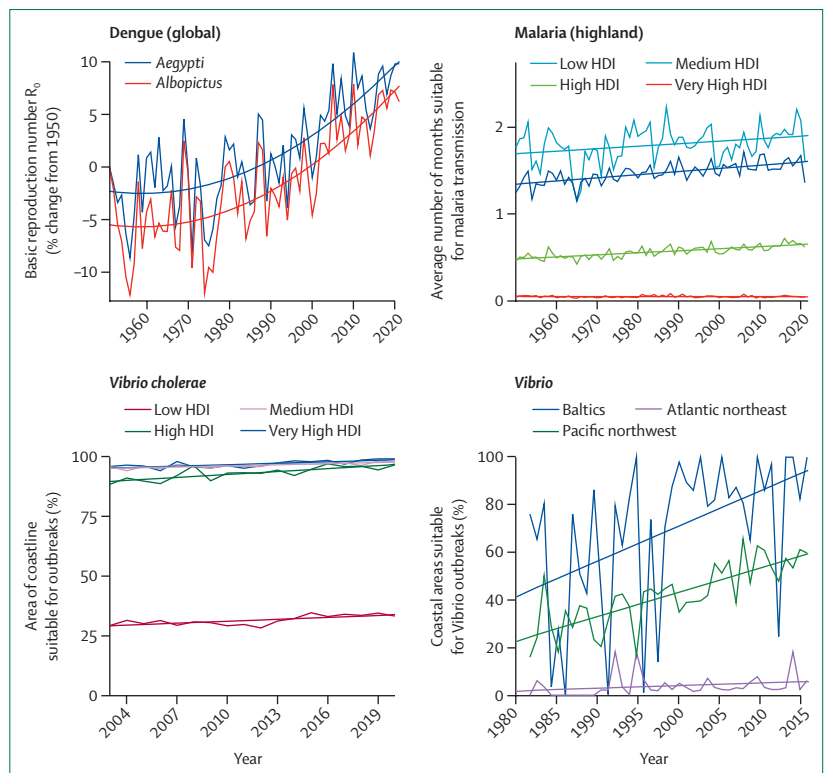 Dengue (global)
Aegypti
Albopictus
Basic reproduction number R0
(% change from 1950)
10
5
0
−5
−10
1960
1970
1980
1990
2000
2010
2020
Malaria (highland)
Low HDI
Medium HDI
High HDI
Very High HDI
Average number of months suitable
for malaria transmission
2
1
0
1960
1970
1980
1990
2000
2010
2020
Vibrio cholerae
Low HDI
Medium HDI
High HDI
Very High HDI
Area of coastline
suitable for outbreaks (%)
100
75
50
25
0
2004
2007
2010
2013
2016
2019
Year
Vibrio
Baltics
Atlantic northeast
Pacific northwest
Coastal areas suitable
for Vibrio outbreaks (%)
100
80
60
40
20
0
1980
1985
1990
1995
2000
2005
2010
2015
Year